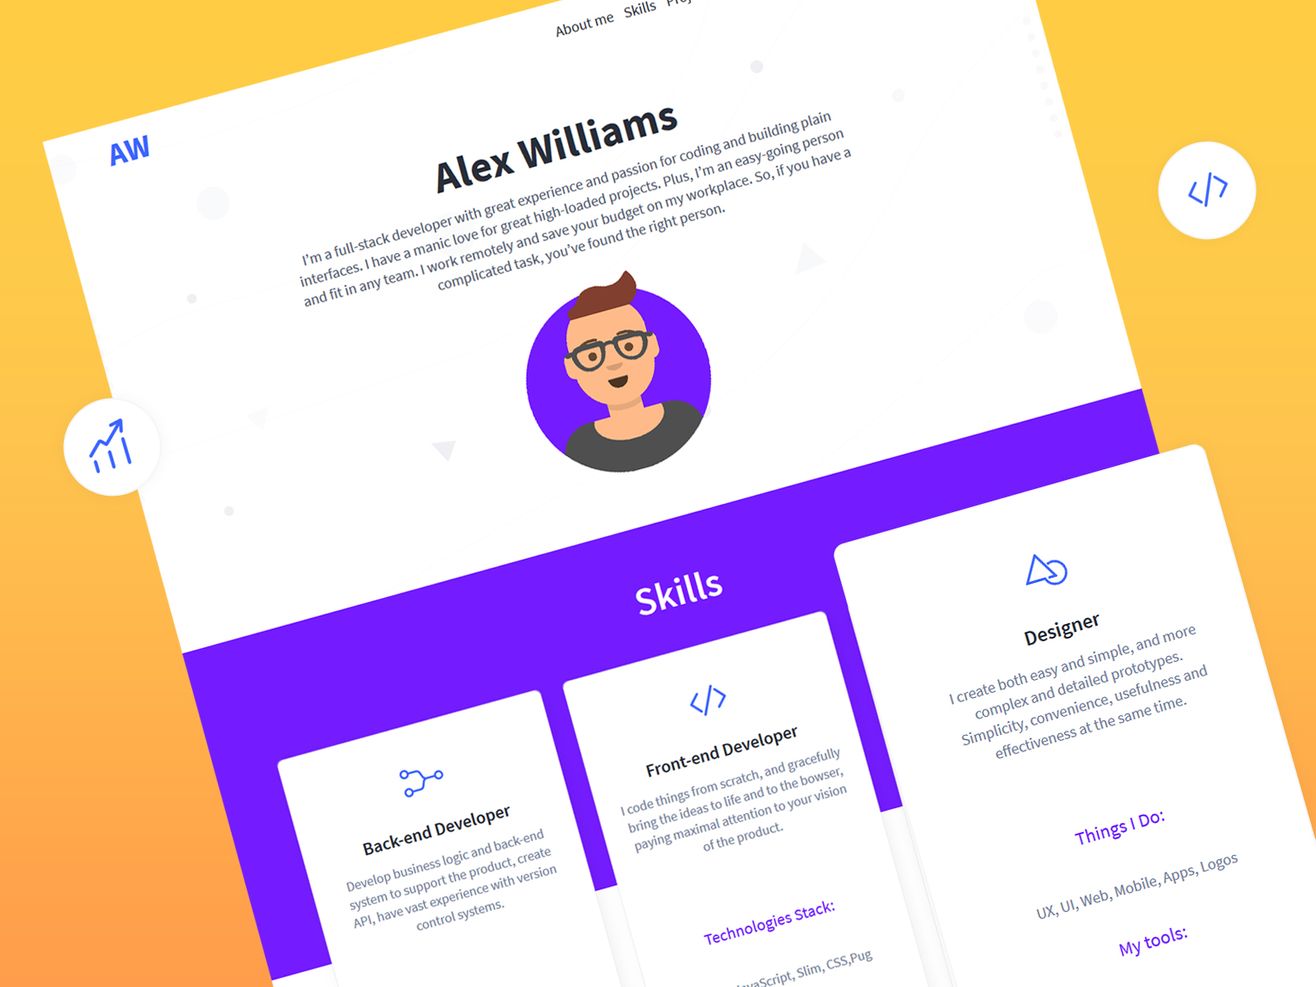 About me Skills
AW
Alex Williams
I'm a full-stack developer with great experience and passion for coding and building plain
interfaces. I have a manic love for great high-loaded projects. Plus, I'm an easy-going person
and fit in any team. I work remotely and save your budget on my workplace. So, if you have a
complicated task, you've found the right person.
Skills
Back-end Developer
Develop business logic and back-end
system to support the product, create
API, have vast experience with version
control systems.
Front-end Developer
I code things from scratch, and gracefully
bring the ideas to life and to the bowser,
paying maximal attention to your vision
of the product.
Technologies Stack:
JavaScript, Slim, CSS,Pug
Designer
I create both easy and simple, and more
complex and detailed prototypes.
Simplicity, convenience, usefulness and
effectiveness at the same time.
Things I Do:
UX, UI, Web, Mobile, Apps, Logos
My tools: